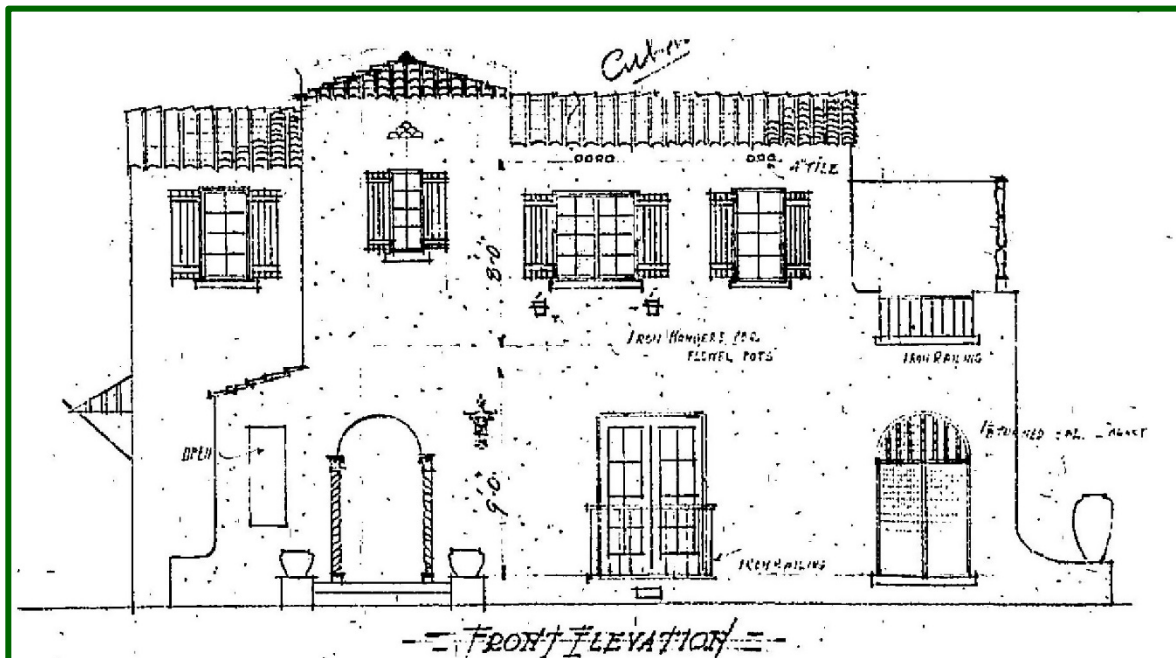 4" TILE
8'-0"
IRON HANGERS FOR
FLOWER POTS
IRON RAILING
OPEN
9'-0"
IRON RAILING
FRONT ELEVATION